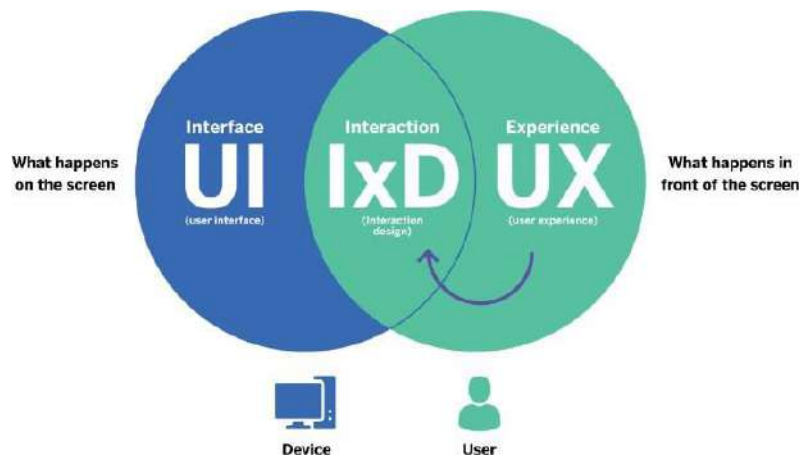 What happens
on the screen
Interface
UI
(user interface)
Interaction
IxD
(Interaction
design)
Experience
UX
(user experience)
What happens in
front of the screen
Device
User